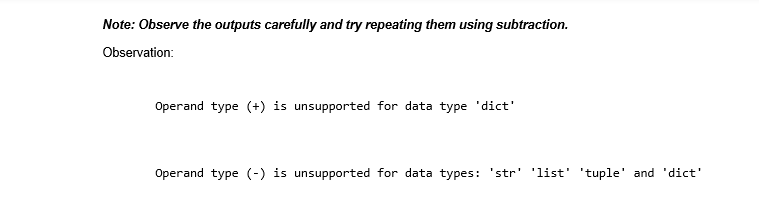 Note: Observe the outputs carefully and try repeating them using subtraction.
Observation:
Operand type (+) is unsupported for data type 'dict'
Operand type (-) is unsupported for data types: 'str' 'list' 'tuple' and 'dict'